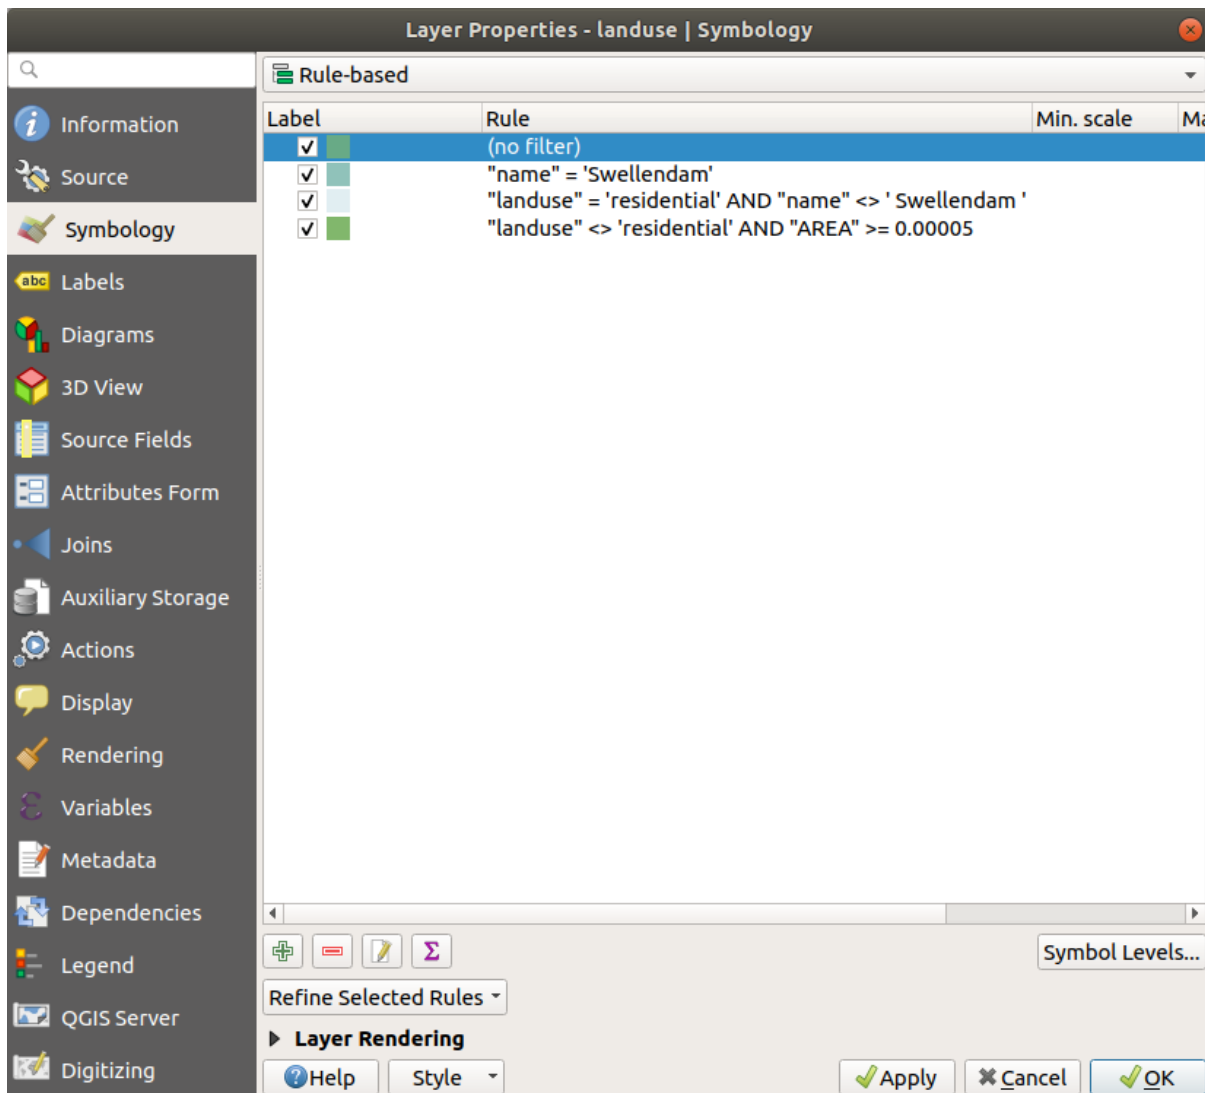 Layer Properties - landuse | Symbology
Rule-based
Information
Source
Symbology
Labels
Diagrams
3D View
Source Fields
Attributes Form
Joins
Auxiliary Storage
Actions
Display
Rendering
Variables
Metadata
Dependencies
Legend
QGIS Server
Digitizing
abc
Label Rule Min. scale Ma
(no filter)
"name" = 'Swellendam'
"landuse" = 'residential' AND "name" <> ' Swellendam '
"landuse" <> 'residential' AND "AREA" >= 0.00005
Symbol Levels...
Refine Selected Rules
Layer Rendering
Help Style Apply Cancel OK